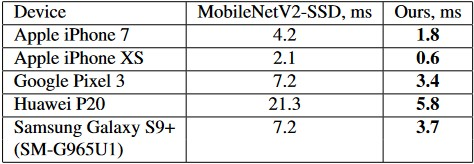 Device MobileNetV2-SSD, ms Ours, ms
Apple iPhone 7 4.2 1.8
Apple iPhone XS 2.1 0.6
Google Pixel 3 7.2 3.4
Huawei P20 21.3 5.8
Samsung Galaxy S9+ 7.2 3.7
(SM-G965U1)